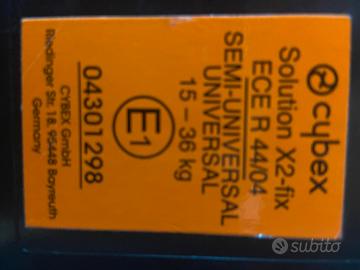 cybex
Solution X2-fix
ECE R 44/04
SEMI-UNIVERSAL
UNIVERSAL
15 - 36 kg
E1
04301298
CYBEX GmbH
Riedinger Str. 18, 95448 Bayreuth
Germany
subito